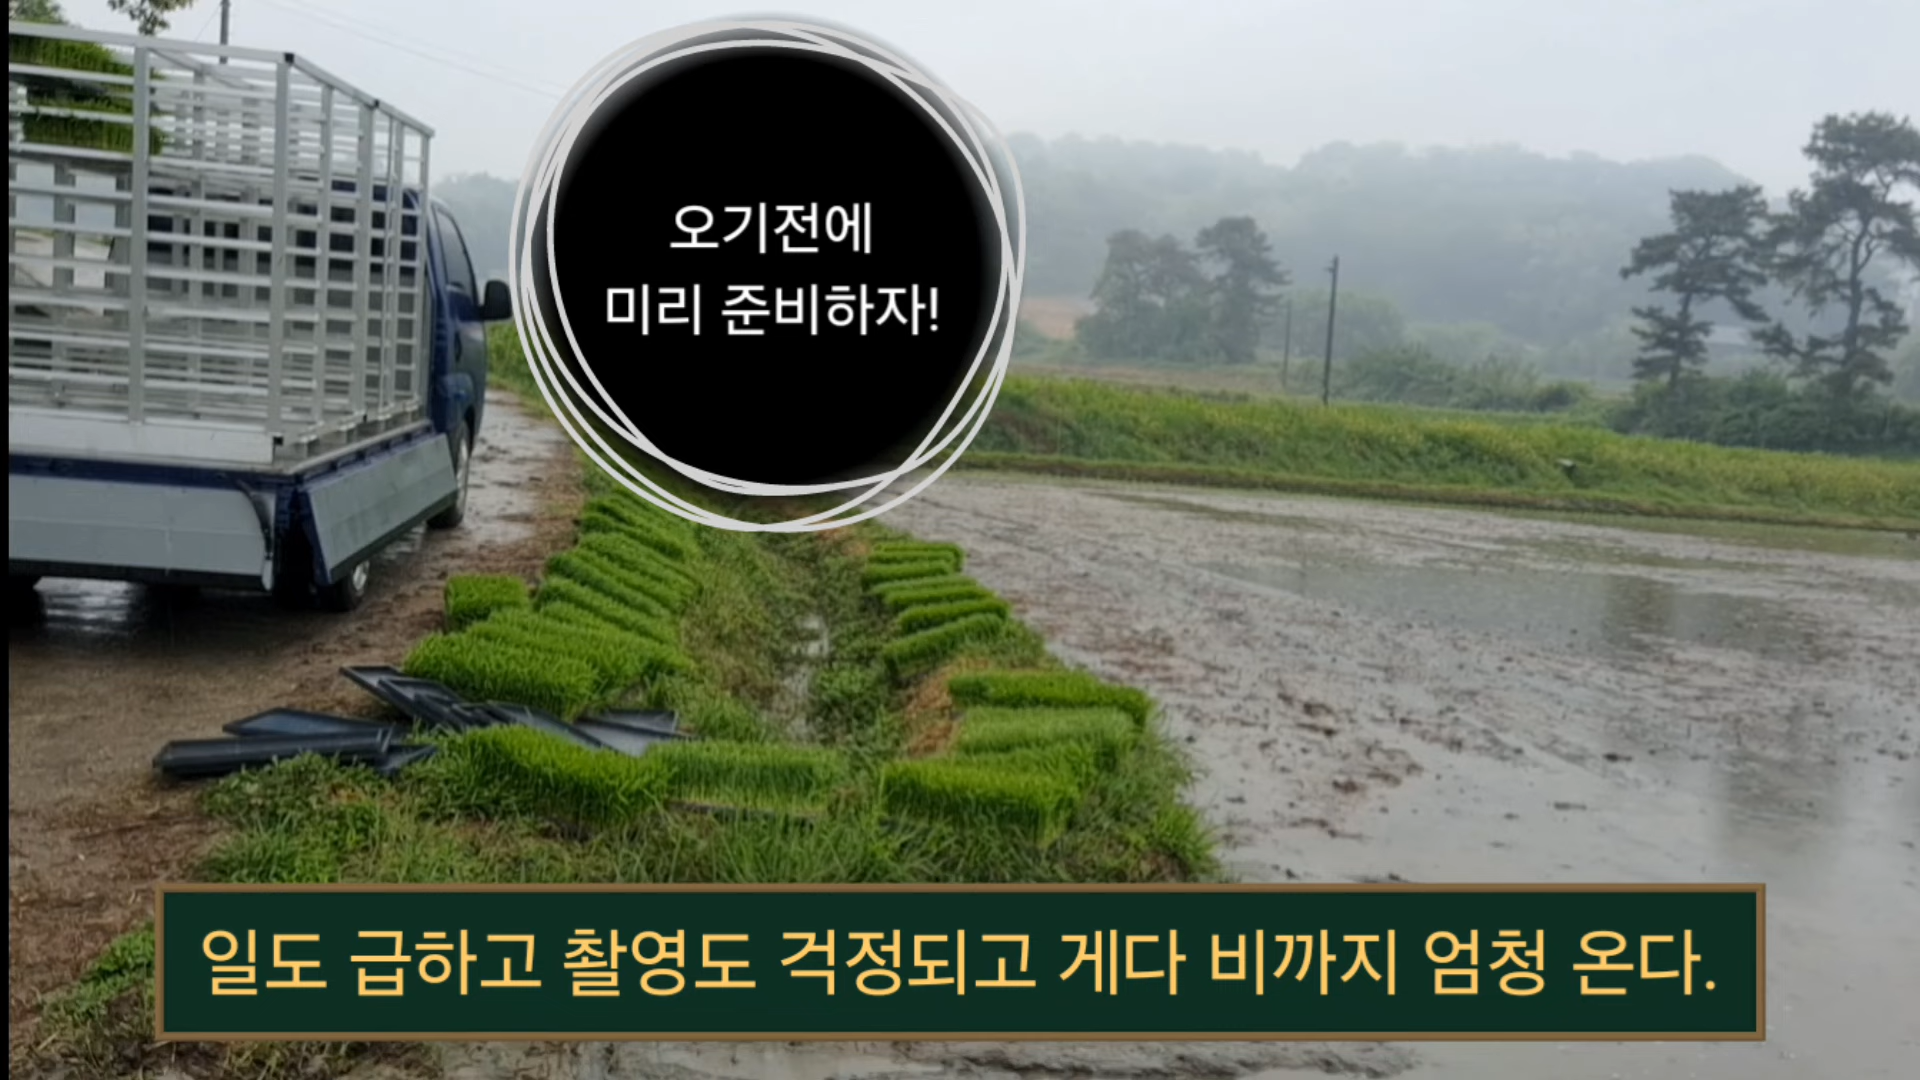 오기전에
미리 준비하자!
일도 급하고 촬영도 걱정되고 게다 비까지 엄청 온다.